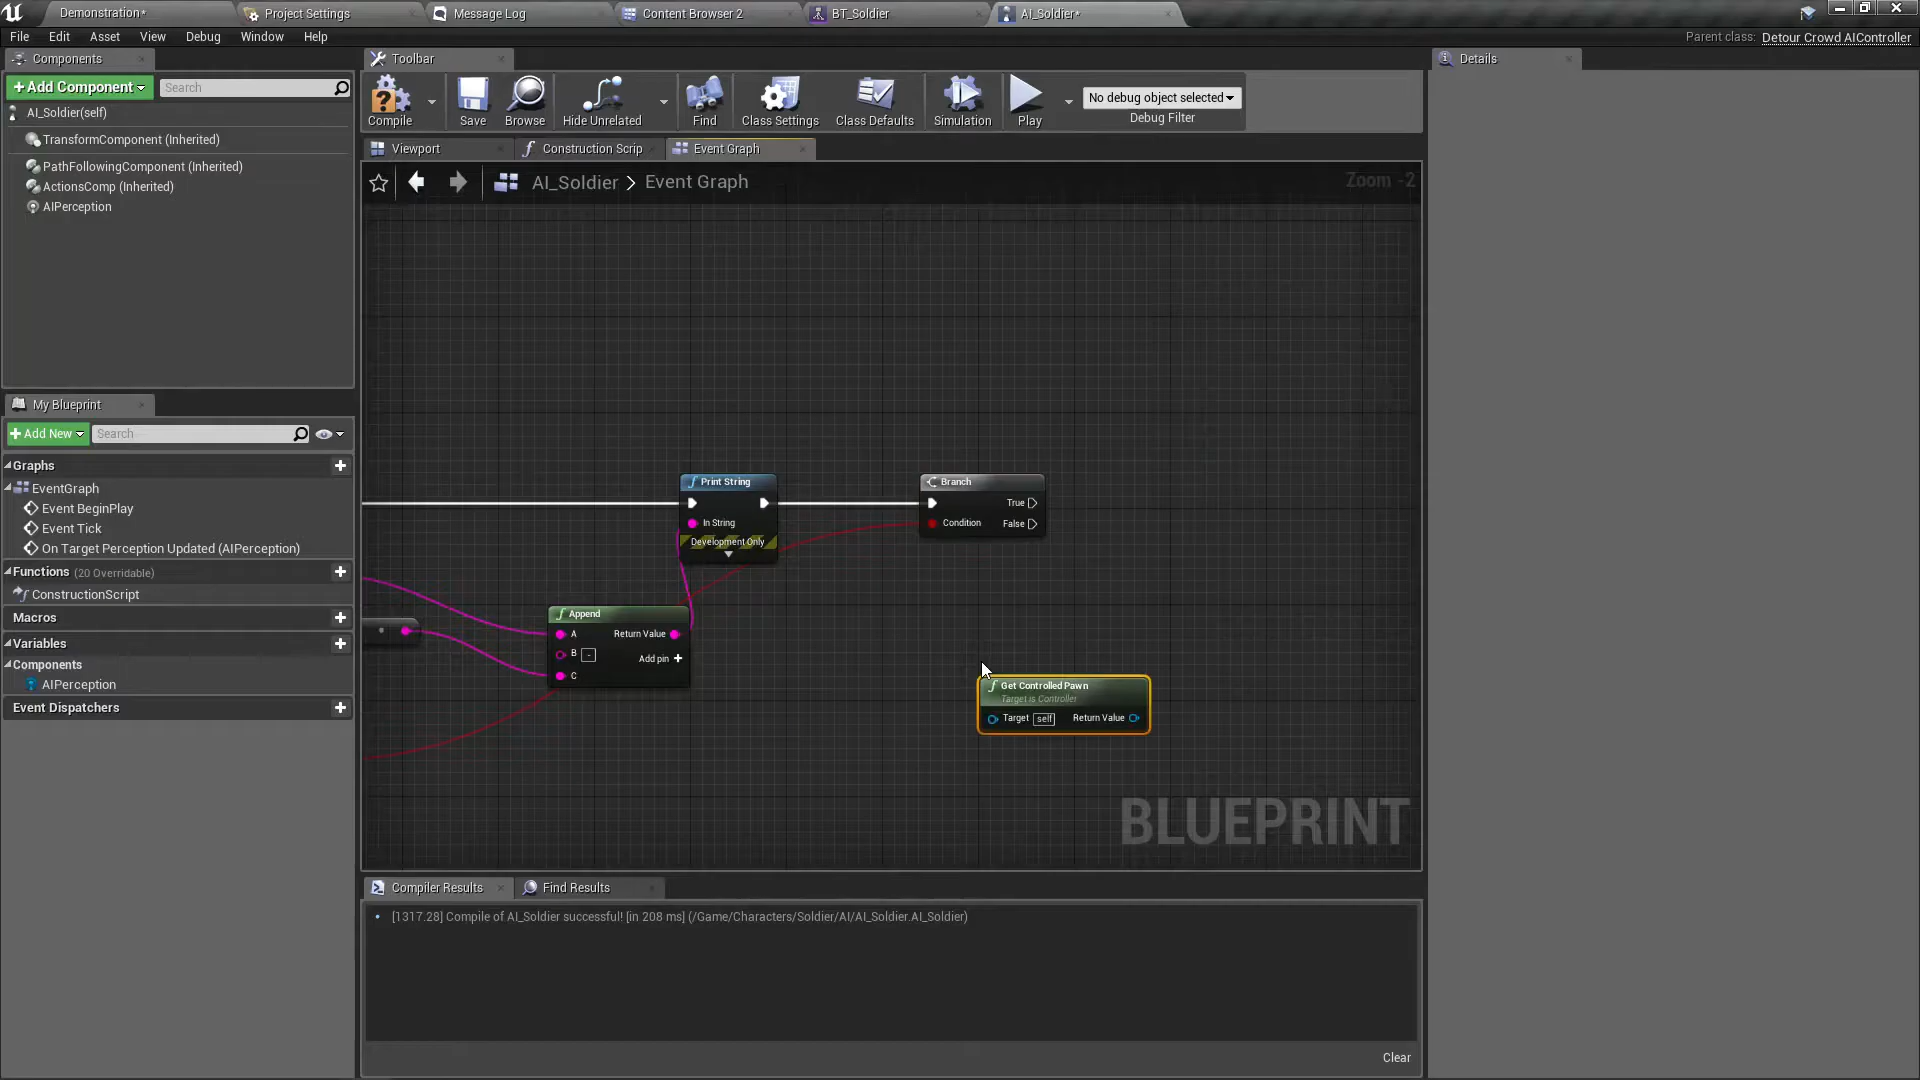 Demonstration*
Project Settings
Message Log
Content Browser 2
BT_Soldier
AI_Soldier*
File Edit Asset View Debug Window Help
Parent class: Detour Crowd AIController
Components
+Add Component
Search
AI_Soldier(self)
TransformComponent (Inherited)
PathFollowingComponent (Inherited)
ActionsComp (Inherited)
AIPerception
My Blueprint
+Add New
Search
Graphs
EventGraph
Event BeginPlay
Event Tick
On Target Perception Updated (AIPerception)
Functions (20 Overridable)
ConstructionScript
Macros
Variables
Components
AIPerception
Event Dispatchers
Toolbar
Compile
Save
Browse
Hide Unrelated
Find
Class Settings
Class Defaults
Simulation
Play
No debug object selected
Debug Filter
Viewport
Construction Scrip
Event Graph
AI_Soldier > Event Graph
Zoom -2
Print String
In String
Development Only
Branch
True
Condition
False
Append
A
Return Value
B -
Add pin +
C
Get Controlled Pawn
Target is Controller
Target self
Return Value
BLUEPRINT
Compiler Results
Find Results
[1317.28] Compile of AI_Soldier successful! [in 208 ms] (/Game/Characters/Soldier/AI/AI_Soldier.AI_Soldier)
Clear
Details